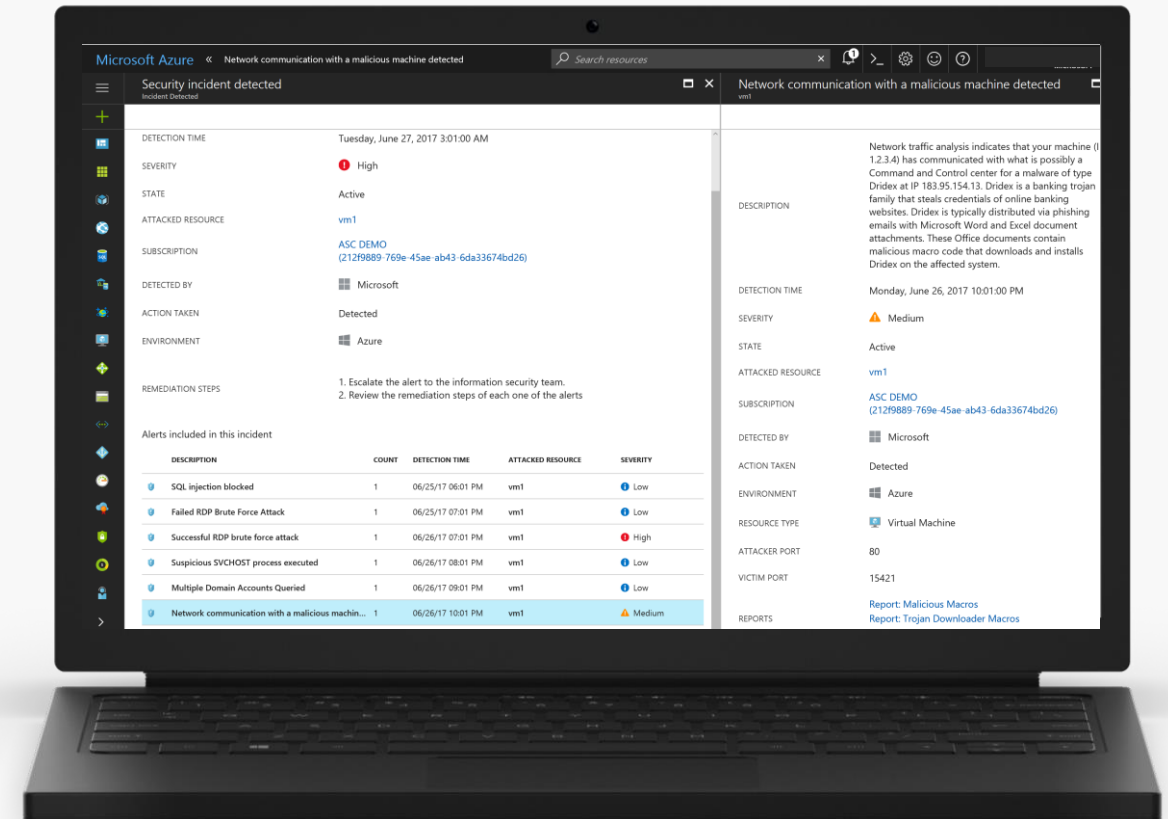 Microsoft Azure « Network communication with a malicious machine detected
Search resources
1
Security incident detected
Incident Detected
DETECTION TIME Tuesday, June 27, 2017 3:01:00 AM
SEVERITY High
STATE Active
ATTACKED RESOURCE vm1
SUBSCRIPTION ASC DEMO
(212f9889-769e-45ae-ab43-6da33674bd26)
DETECTED BY Microsoft
ACTION TAKEN Detected
ENVIRONMENT Azure
REMEDIATION STEPS
1. Escalate the alert to the information security team.
2. Review the remediation steps of each one of the alerts
Alerts included in this incident
DESCRIPTION COUNT DETECTION TIME ATTACKED RESOURCE SEVERITY
SQL injection blocked 1 06/25/17 06:01 PM vm1 Low
Failed RDP Brute Force Attack 1 06/25/17 07:01 PM vm1 Low
Successful RDP brute force attack 1 06/26/17 07:01 PM vm1 High
Suspicious SVCHOST process executed 1 06/26/17 08:01 PM vm1 Low
Multiple Domain Accounts Queried 1 06/26/17 09:01 PM vm1 Low
Network communication with a malicious machin... 1 06/26/17 10:01 PM vm1 Medium
Network communication with a malicious machine detected
vm1
DESCRIPTION
Network traffic analysis indicates that your machine (
1.2.3.4) has communicated with what is possibly a
Command and Control center for a malware of type
Dridex at IP 183.95.154.13. Dridex is a banking trojan
family that steals credentials of online banking
websites. Dridex is typically distributed via phishing
emails with Microsoft Word and Excel document
attachments. These Office documents contain
malicious macro code that downloads and installs
Dridex on the affected system.
DETECTION TIME Monday, June 26, 2017 10:01:00 PM
SEVERITY Medium
STATE Active
ATTACKED RESOURCE vm1
SUBSCRIPTION ASC DEMO
(212f9889-769e-45ae-ab43-6da33674bd26)
DETECTED BY Microsoft
ACTION TAKEN Detected
ENVIRONMENT Azure
RESOURCE TYPE Virtual Machine
ATTACKER PORT 80
VICTIM PORT 15421
REPORTS
Report: Malicious Macros
Report: Trojan Downloader Macros